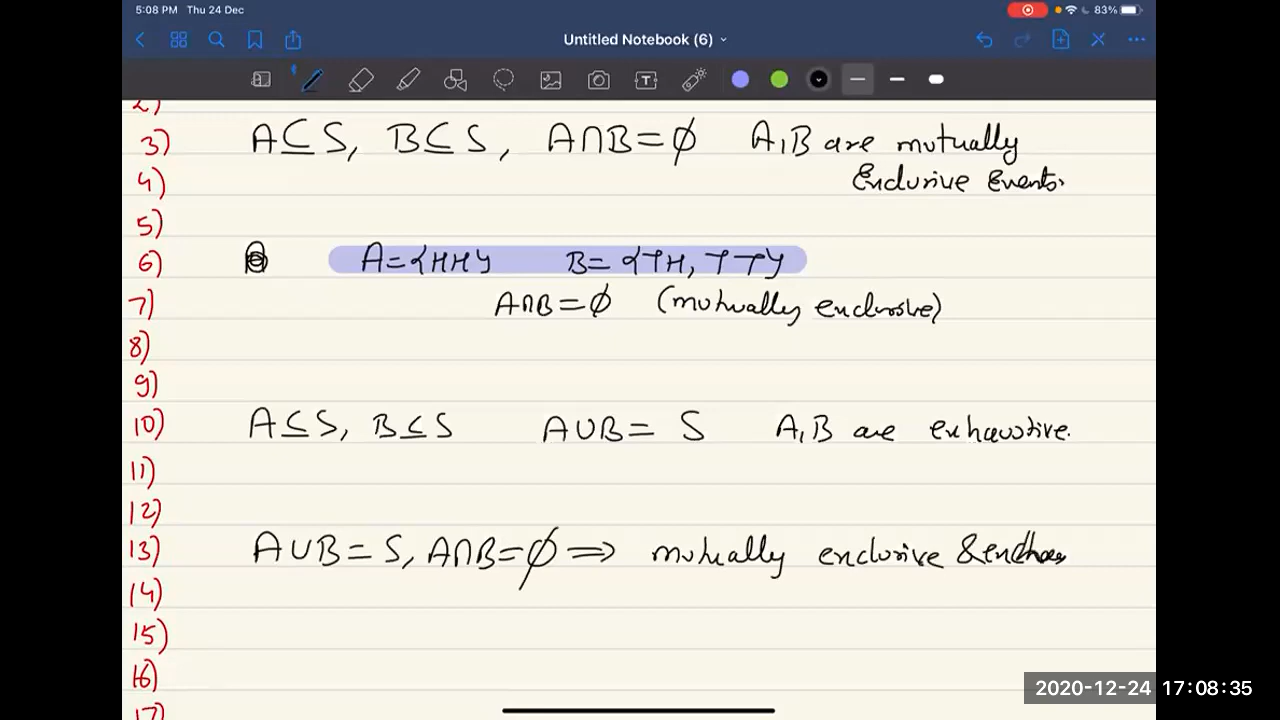 5:08 PM Thu 24 Dec
83%
Untitled Notebook (6)
2)
3) A⊆S, B⊆S, A∩B=∅ A,B are mutually
4) Exclusive Events.
5)
6) A={HH} B={TH, TT}
7) A∩B=∅ (mutually exclusive)
8)
9)
10) A⊆S, B⊆S A∪B= S A,B are exhaustive.
11)
12)
13) A∪B=S, A∩B=∅ ⟹ mutually exclusive &
14)
15)
16)
17)
2020-12-24 17:08:35